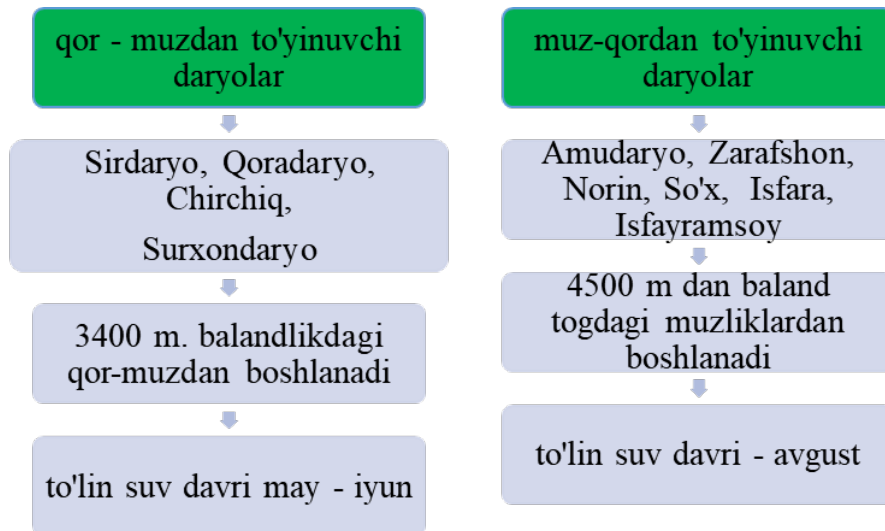 qor - muzdan to'yinuvchi
daryolar
Sirdaryo, Qoradaryo,
Chirchiq,
Surxondaryo
3400 m. balandlikdagi
qor-muzdan boshlanadi
to'lin suv davri may - iyun
muz-qordan to'yinuvchi
daryolar
Amudaryo, Zarafshon,
Norin, So'x, Isfara,
Isfayramsoy
4500 m dan baland
togdagi muzliklardan
boshlanadi
to'lin suv davri - avgust